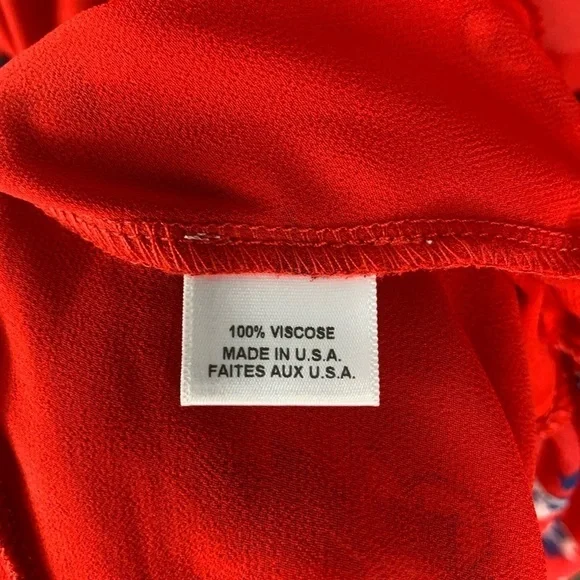 100% VISCOSE
MADE IN U.S.A.
FAITES AUX U.S.A.